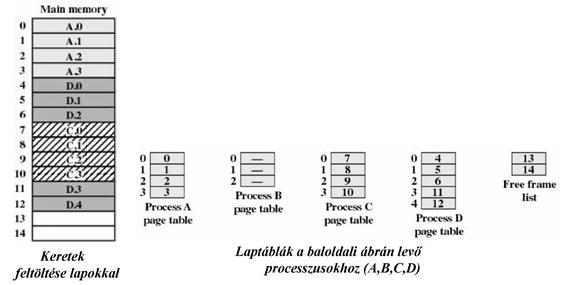 Main memory
0 A.0
1 A.1
2 A.2
3 A.3
4 D.0
5 D.1
6 D.2
7 C.0
8 C.1
9 C.2
10 C.3
11 D.3
12 D.4
13
14
0 0
1 1
2 2
3 3
Process A
page table
0 —
1 —
2 —
Process B
page table
0 7
1 8
2 9
3 10
Process C
page table
0 4
1 5
2 6
3 11
4 12
Process D
page table
13
14
Free frame
list
Keretek
feltöltése lapokkal
Laptáblák a baloldali ábrán levő
processzusokhoz (A,B,C,D)